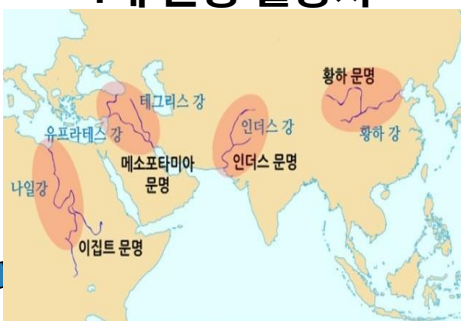 황하 문명
테그리스 강
인더스 강
황하 강
유프라테스 강
메소포타미아
문명
인더스 문명
나일강
이집트 문명